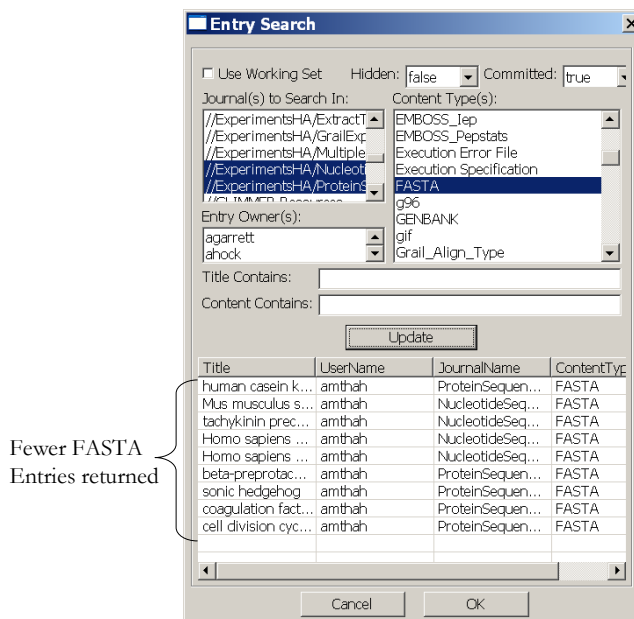 Entry Search
Use Working Set Hidden: false Committed: true
Journal(s) to Search In: Content Type(s):
//ExperimentsHA/ExtractT
//ExperimentsHA/GrailExp
//ExperimentsHA/Multiple
//ExperimentsHA/Nucleoti
//ExperimentsHA/ProteinS
EMBOSS_Iep
EMBOSS_Pepstats
Execution Error File
Execution Specification
FASTA
g96
GENBANK
gif
Grail_Align_Type
Entry Owner(s):
agarrett
ahock
Title Contains:
Content Contains:
Update
Title UserName JournalName ContentTyp
human casein k... amthah ProteinSequen... FASTA
Mus musculus s... amthah NucleotideSeq... FASTA
tachykinin prec... amthah NucleotideSeq... FASTA
Homo sapiens ... amthah NucleotideSeq... FASTA
Homo sapiens ... amthah NucleotideSeq... FASTA
beta-preprotac... amthah ProteinSequen... FASTA
sonic hedgehog amthah ProteinSequen... FASTA
coagulation fact... amthah ProteinSequen... FASTA
cell division cyc... amthah ProteinSequen... FASTA
Fewer FASTA
Entries returned
Cancel OK